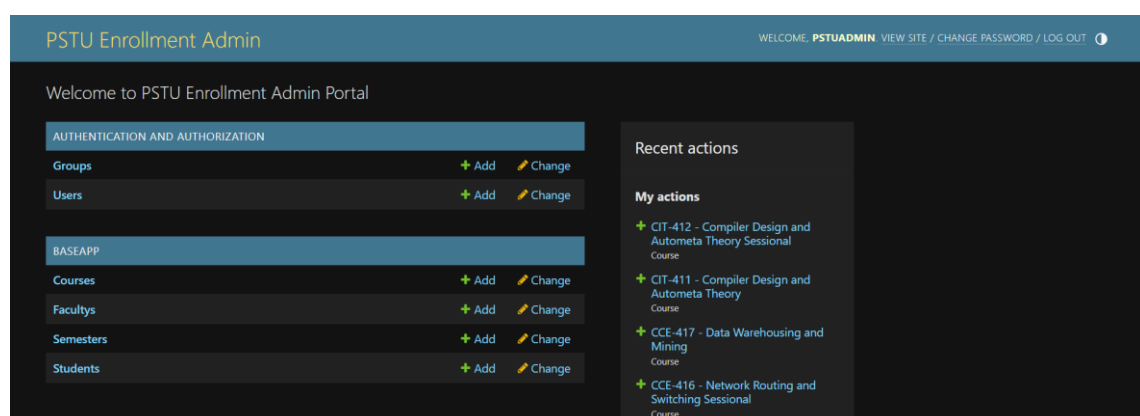 PSTU Enrollment Admin
WELCOME, PSTUADMIN. VIEW SITE / CHANGE PASSWORD / LOG OUT
Welcome to PSTU Enrollment Admin Portal
AUTHENTICATION AND AUTHORIZATION
Groups + Add Change
Users + Add Change
BASEAPP
Courses + Add Change
Facultys + Add Change
Semesters + Add Change
Students + Add Change
Recent actions
My actions
+ CIT-412 - Compiler Design and
Autometa Theory Sessional
Course
+ CIT-411 - Compiler Design and
Autometa Theory
Course
+ CCE-417 - Data Warehousing and
Mining
Course
+ CCE-416 - Network Routing and
Switching Sessional
Course